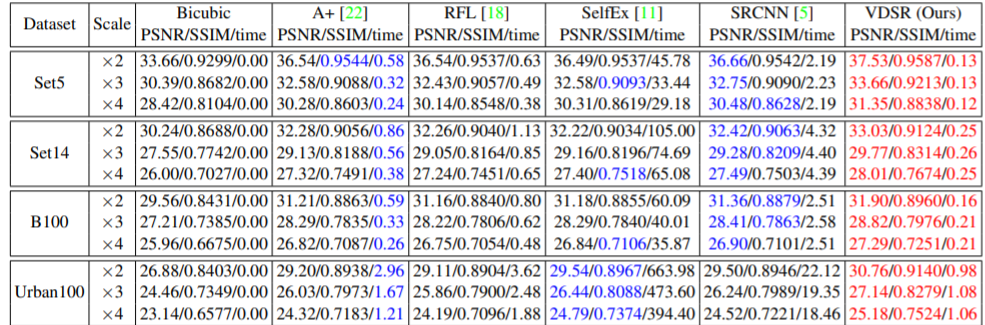 Dataset Scale Bicubic A+ [22] RFL [18] SelfEx [11] SRCNN [5] VDSR (Ours)
PSNR/SSIM/time PSNR/SSIM/time PSNR/SSIM/time PSNR/SSIM/time PSNR/SSIM/time PSNR/SSIM/time
×2 33.66/0.9299/0.00 36.54/0.9544/0.58 36.54/0.9537/0.63 36.49/0.9537/45.78 36.66/0.9542/2.19 37.53/0.9587/0.13
Set5 ×3 30.39/0.8682/0.00 32.58/0.9088/0.32 32.43/0.9057/0.49 32.58/0.9093/33.44 32.75/0.9090/2.23 33.66/0.9213/0.13
×4 28.42/0.8104/0.00 30.28/0.8603/0.24 30.14/0.8548/0.38 30.31/0.8619/29.18 30.48/0.8628/2.19 31.35/0.8838/0.12
×2 30.24/0.8688/0.00 32.28/0.9056/0.86 32.26/0.9040/1.13 32.22/0.9034/105.00 32.42/0.9063/4.32 33.03/0.9124/0.25
Set14 ×3 27.55/0.7742/0.00 29.13/0.8188/0.56 29.05/0.8164/0.85 29.16/0.8196/74.69 29.28/0.8209/4.40 29.77/0.8314/0.26
×4 26.00/0.7027/0.00 27.32/0.7491/0.38 27.24/0.7451/0.65 27.40/0.7518/65.08 27.49/0.7503/4.39 28.01/0.7674/0.25
×2 29.56/0.8431/0.00 31.21/0.8863/0.59 31.16/0.8840/0.80 31.18/0.8855/60.09 31.36/0.8879/2.51 31.90/0.8960/0.16
B100 ×3 27.21/0.7385/0.00 28.29/0.7835/0.33 28.22/0.7806/0.62 28.29/0.7840/40.01 28.41/0.7863/2.58 28.82/0.7976/0.21
×4 25.96/0.6675/0.00 26.82/0.7087/0.26 26.75/0.7054/0.48 26.84/0.7106/35.87 26.90/0.7101/2.51 27.29/0.7251/0.21
×2 26.88/0.8403/0.00 29.20/0.8938/2.96 29.11/0.8904/3.62 29.54/0.8967/663.98 29.50/0.8946/22.12 30.76/0.9140/0.98
Urban100 ×3 24.46/0.7349/0.00 26.03/0.7973/1.67 25.86/0.7900/2.48 26.44/0.8088/473.60 26.24/0.7989/19.35 27.14/0.8279/1.08
×4 23.14/0.6577/0.00 24.32/0.7183/1.21 24.19/0.7096/1.88 24.79/0.7374/394.40 24.52/0.7221/18.46 25.18/0.7524/1.06